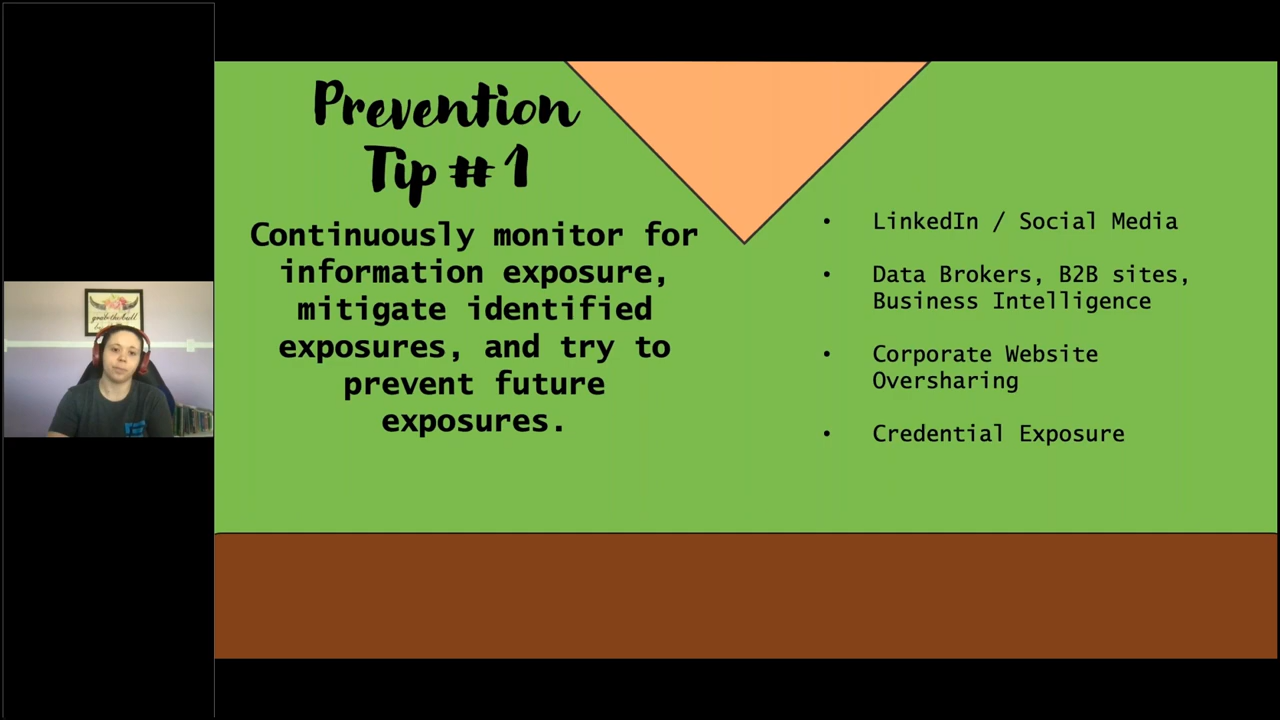 Prevention
Tip #1
Continuously monitor for
information exposure,
mitigate identified
exposures, and try to
prevent future
exposures.
• LinkedIn / Social Media
• Data Brokers, B2B sites,
Business Intelligence
• Corporate Website
Oversharing
• Credential Exposure